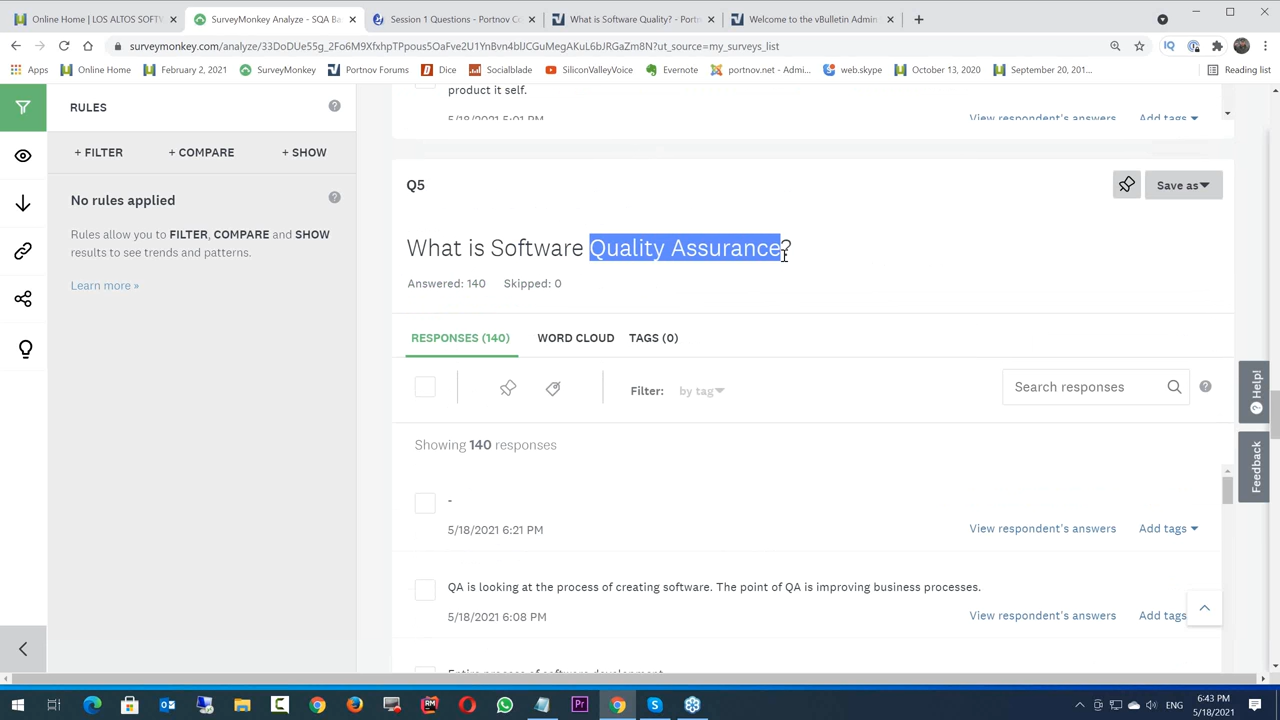 Online Home | LOS ALTOS SOFTW
SurveyMonkey Analyze - SQA Ba
Session 1 Questions - Portnov Co
What is Software Quality? - Portn
Welcome to the vBulletin Admin
surveymonkey.com/analyze/33DoDUe55g_2Fo6M9XfxhpTPpous5OaFve2U1YnBvn4bUCGuMegAKuL6bJRGaZm8N?ut_source=my_surveys_list
Apps
Online Home
February 2, 2021
SurveyMonkey
Portnov Forums
Dice
Socialblade
SiliconValleyVoice
Evernote
portnov.net - Admi...
web.skype
October 13, 2020
September 20, 201...
Reading list
RULES
+ FILTER
+ COMPARE
+ SHOW
No rules applied
Rules allow you to FILTER, COMPARE and SHOW
results to see trends and patterns.
Learn more »
product it self.
5/18/2021 5:01 PM
View respondent's answers
Add tags
Q5
Save as
What is Software Quality Assurance?
Answered: 140
Skipped: 0
RESPONSES (140)
WORD CLOUD
TAGS (0)
Filter:
by tag
Search responses
Showing 140 responses
-
5/18/2021 6:21 PM
View respondent's answers
Add tags
QA is looking at the process of creating software. The point of QA is improving business processes.
5/18/2021 6:08 PM
View respondent's answers
Add tags
Entire process of software development
Help!
Feedback
6:43 PM
5/18/2021